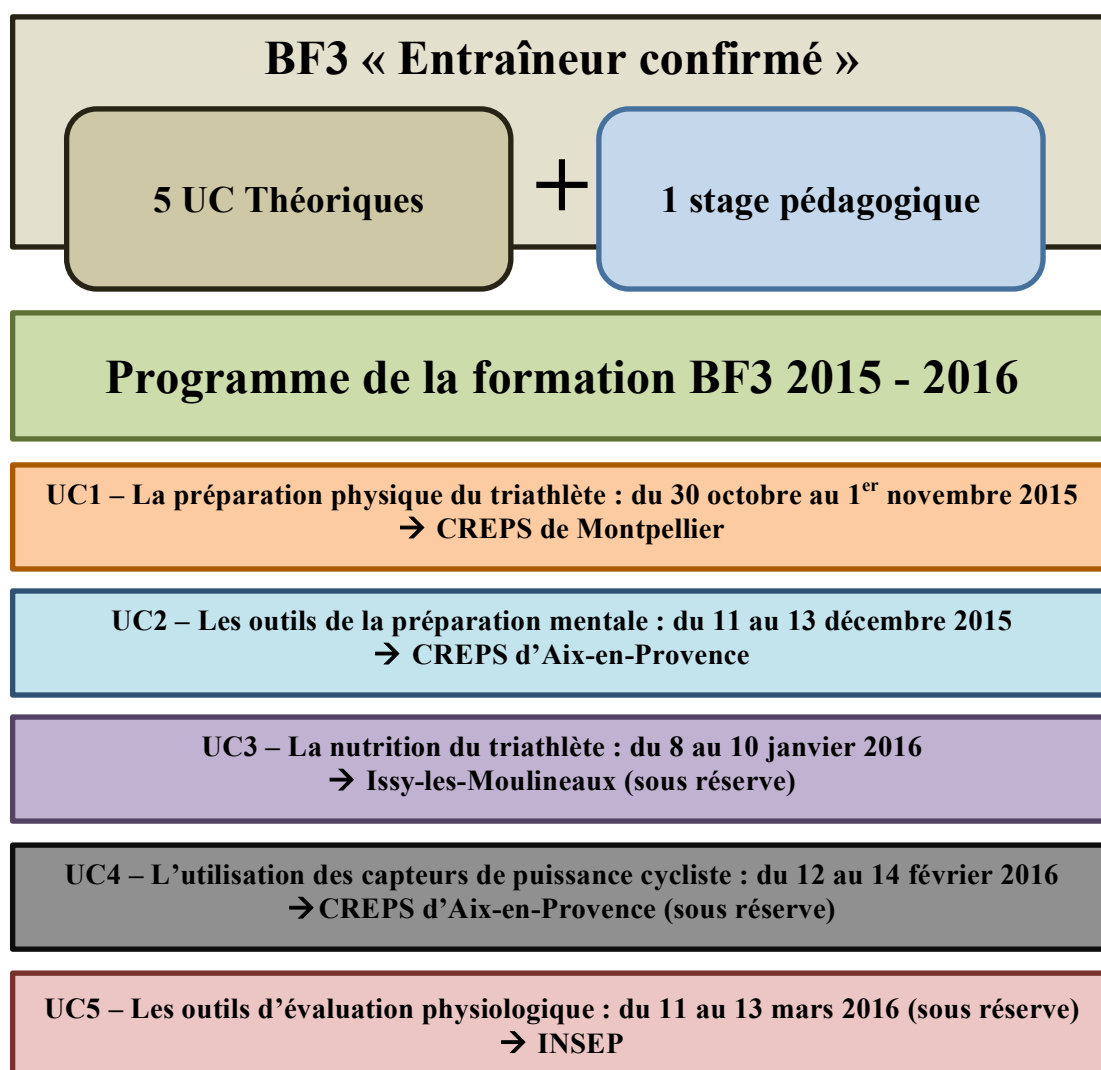 BF3 « Entraîneur confirmé »
5 UC Théoriques + 1 stage pédagogique
Programme de la formation BF3 2015 - 2016
UC1 – La préparation physique du triathlète : du 30 octobre au 1er novembre 2015
→ CREPS de Montpellier
UC2 – Les outils de la préparation mentale : du 11 au 13 décembre 2015
→ CREPS d’Aix-en-Provence
UC3 – La nutrition du triathlète : du 8 au 10 janvier 2016
→ Issy-les-Moulineaux (sous réserve)
UC4 – L’utilisation des capteurs de puissance cycliste : du 12 au 14 février 2016
→ CREPS d’Aix-en-Provence (sous réserve)
UC5 – Les outils d’évaluation physiologique : du 11 au 13 mars 2016 (sous réserve)
→ INSEP